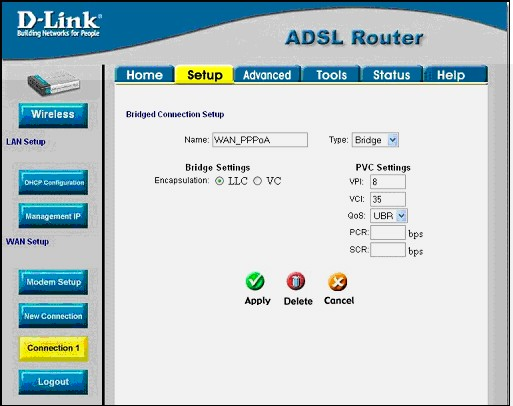 D-Link
Building Networks for People
ADSL Router
Home Setup Advanced Tools Status Help
Wireless
LAN Setup
DHCP Configuration
Management IP
WAN Setup
Modem Setup
New Connection
Connection 1
Logout
Bridged Connection Setup
Name: WAN_PPPoA Type: Bridge
Bridge Settings
Encapsulation: LLC VC
PVC Settings
VPI: 8
VCI: 35
QoS: UBR
PCR: bps
SCR: bps
Apply Delete Cancel